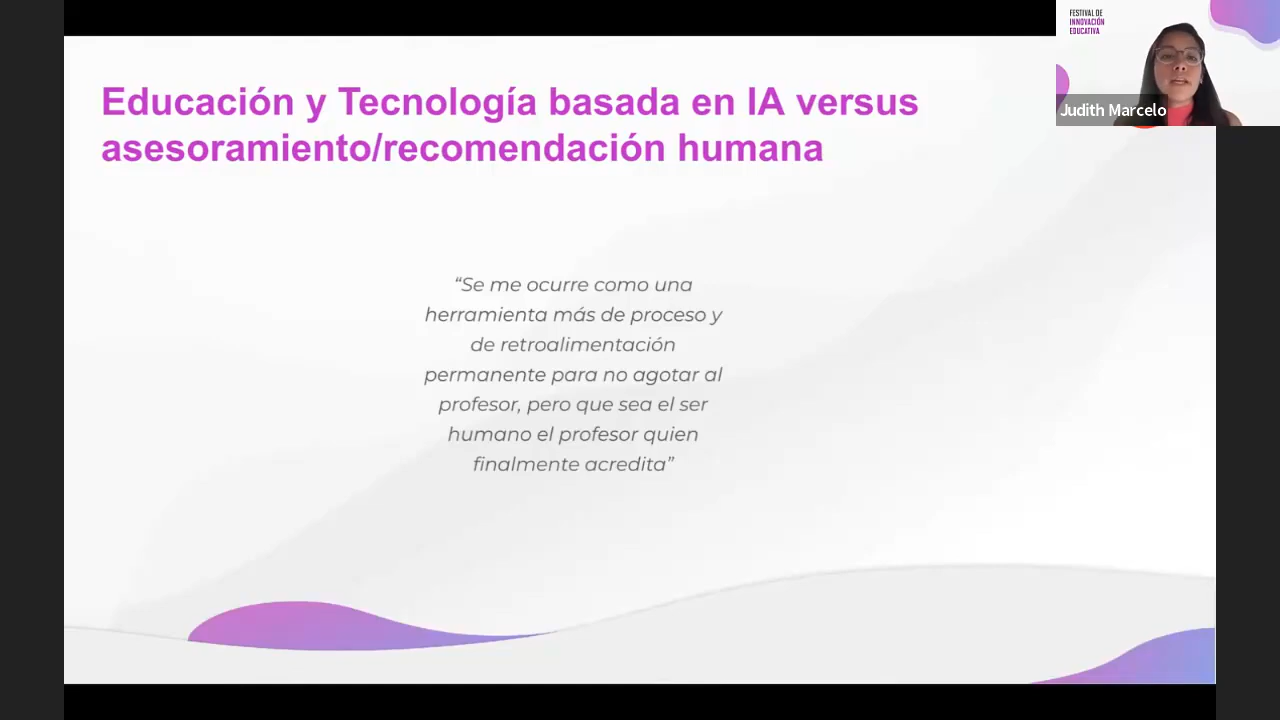 FESTIVAL DE
INNOVACIÓN
EDUCATIVA
Judith Marcelo
Educación y Tecnología basada en IA versus
asesoramiento/recomendación humana
“Se me ocurre como una
herramienta más de proceso y
de retroalimentación
permanente para no agotar al
profesor, pero que sea el ser
humano el profesor quien
finalmente acredita”